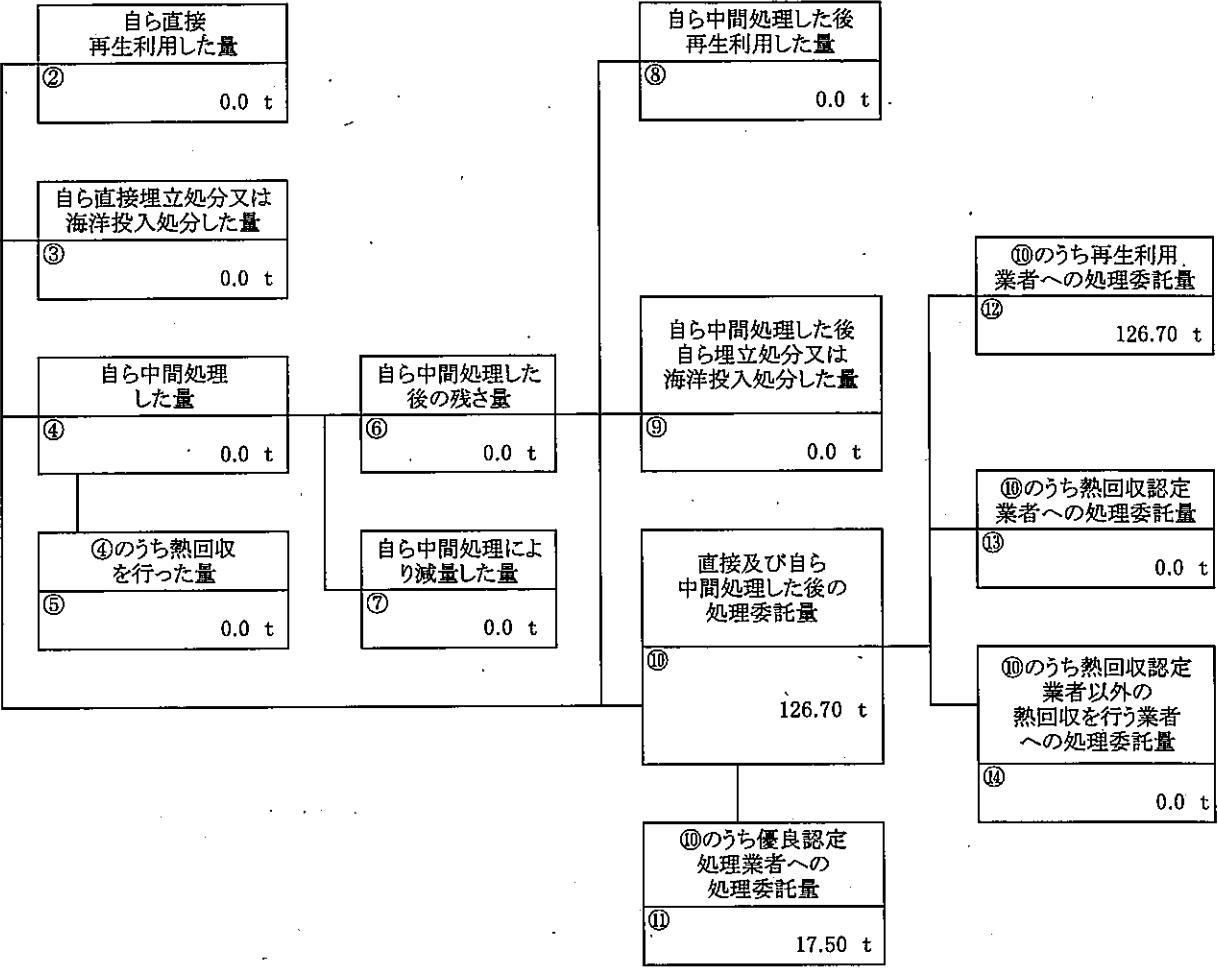 自ら直接
再生利用した量
②
0.0 t
自ら直接埋立処分又は
海洋投入処分した量
③
0.0 t
自ら中間処理
した量
④
0.0 t
④のうち熱回収
を行った量
⑤
0.0 t
自ら中間処理した
後の残さ量
⑥
0.0 t
自ら中間処理によ
り減量した量
⑦
0.0 t
自ら中間処理した後
再生利用した量
⑧
0.0 t
自ら中間処理した後
自ら埋立処分又は
海洋投入処分した量
⑨
0.0 t
直接及び自ら
中間処理した後の
処理委託量
⑩
126.70 t
⑩のうち優良認定
処理業者への
処理委託量
⑪
17.50 t
⑩のうち再生利用
業者への処理委託量
⑫
126.70 t
⑩のうち熱回収認定
業者への処理委託量
⑬
0.0 t
⑩のうち熱回収認定
業者以外の
熱回収を行う業者
への処理委託量
⑭
0.0 t